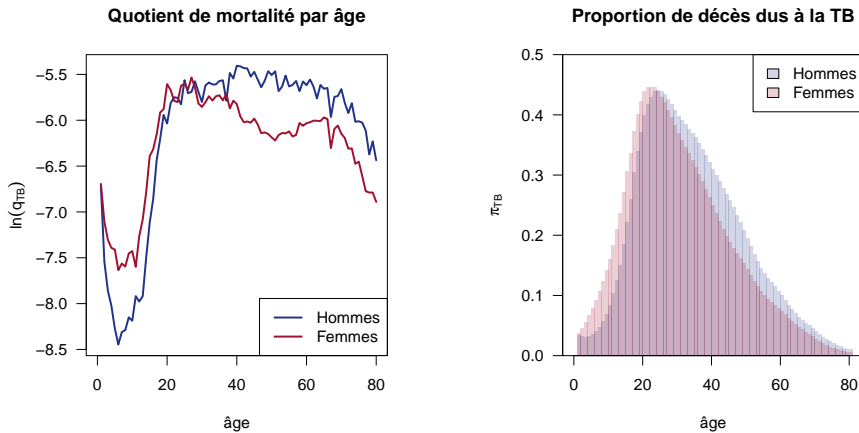 Quotient de mortalité par âge
ln(qTB)
−5.5
−6.0
−6.5
−7.0
−7.5
−8.0
−8.5
0
20
40
60
80
âge
Hommes
Femmes
Proportion de décès dus à la TB
πTB
0.5
0.4
0.3
0.2
0.1
0.0
0
20
40
60
80
âge
Hommes
Femmes